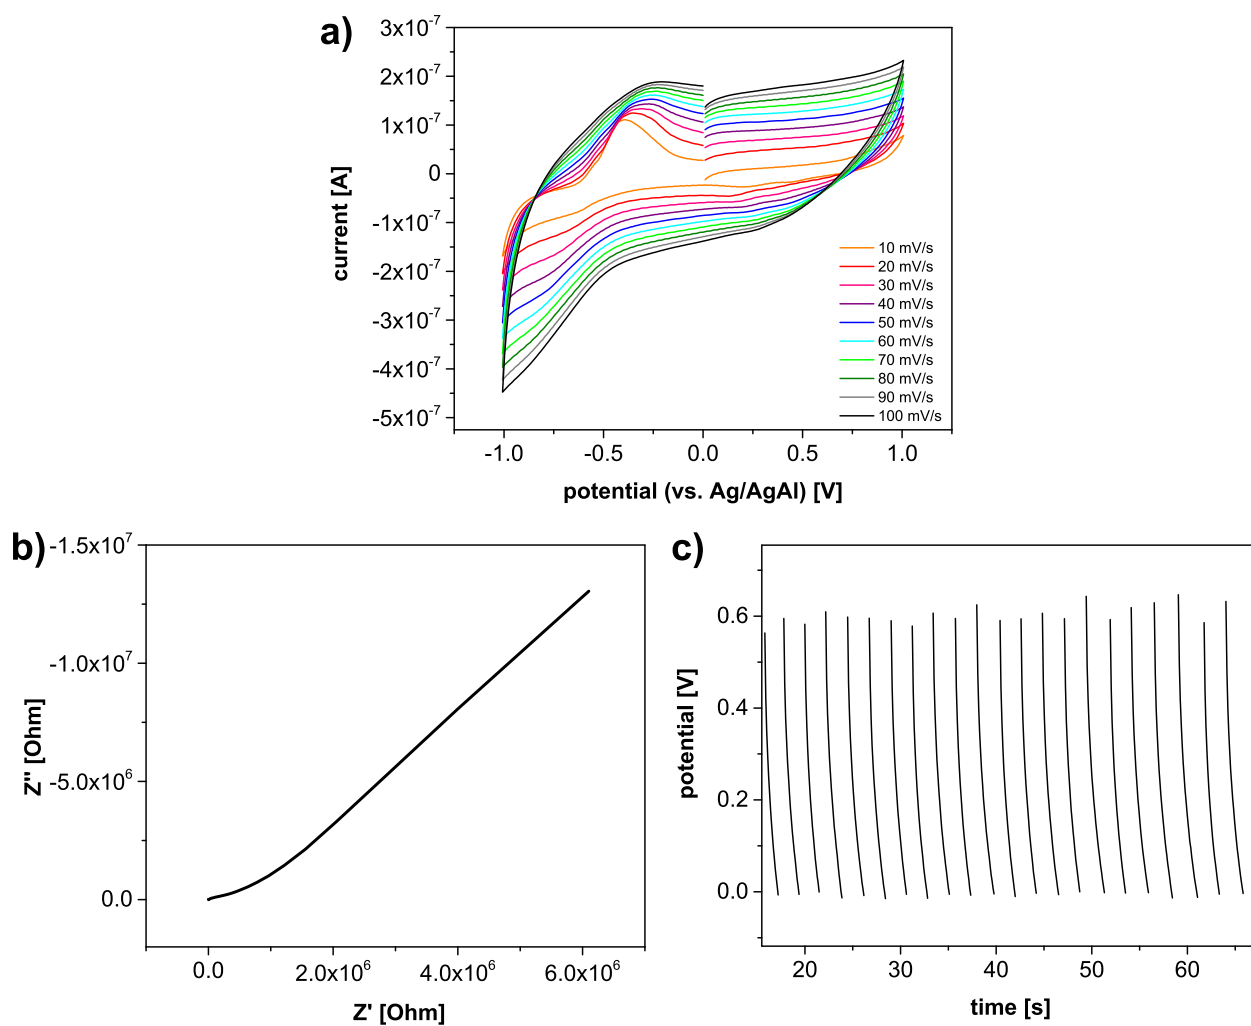 a)
3x10⁻⁷
2x10⁻⁷
1x10⁻⁷
0
-1x10⁻⁷
-2x10⁻⁷
-3x10⁻⁷
-4x10⁻⁷
-5x10⁻⁷
current [A]
10 mV/s
20 mV/s
30 mV/s
40 mV/s
50 mV/s
60 mV/s
70 mV/s
80 mV/s
90 mV/s
100 mV/s
-1.0 -0.5 0.0 0.5 1.0
potential (vs. Ag/AgAl) [V]
b)
-1.5x10⁷
-1.0x10⁷
-5.0x10⁶
0.0
Z'' [Ohm]
0.0 2.0x10⁶ 4.0x10⁶ 6.0x10⁶
Z' [Ohm]
c)
0.6
0.4
0.2
0.0
potential [V]
20 30 40 50 60
time [s]